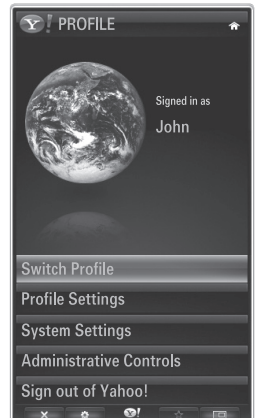 Y! PROFILE
Signed in as
John
Switch Profile
Profile Settings
System Settings
Administrative Controls
Sign out of Yahoo!
Y!